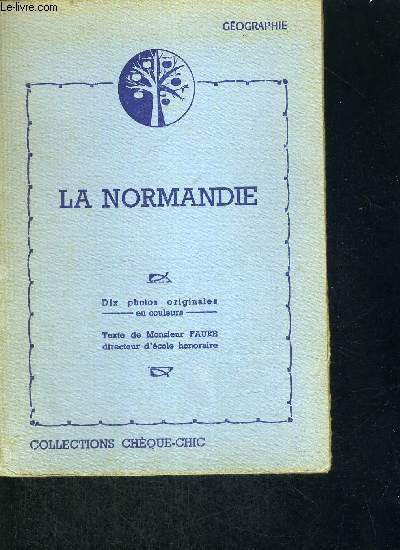 Le-livre.com
GÉOGRAPHIE
LA NORMANDIE
Dix photos originales
en couleurs
Texte de Monsieur FAURE
directeur d'école honoraire
COLLECTIONS CHÈQUE-CHIC